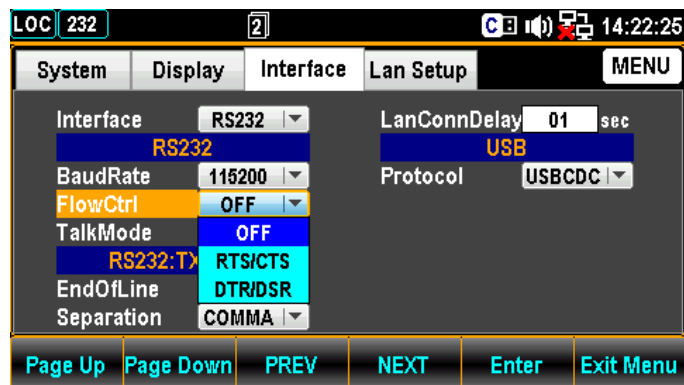 LOC 232 2 C 14:22:25
System Display Interface Lan Setup MENU
Interface RS232 LanConnDelay 01 sec
RS232 USB
BaudRate 115200 Protocol USBCDC
FlowCtrl OFF
TalkMode OFF
RS232:TX RTS/CTS
EndOfLine DTR/DSR
Separation COMMA
Page Up Page Down PREV NEXT Enter Exit Menu